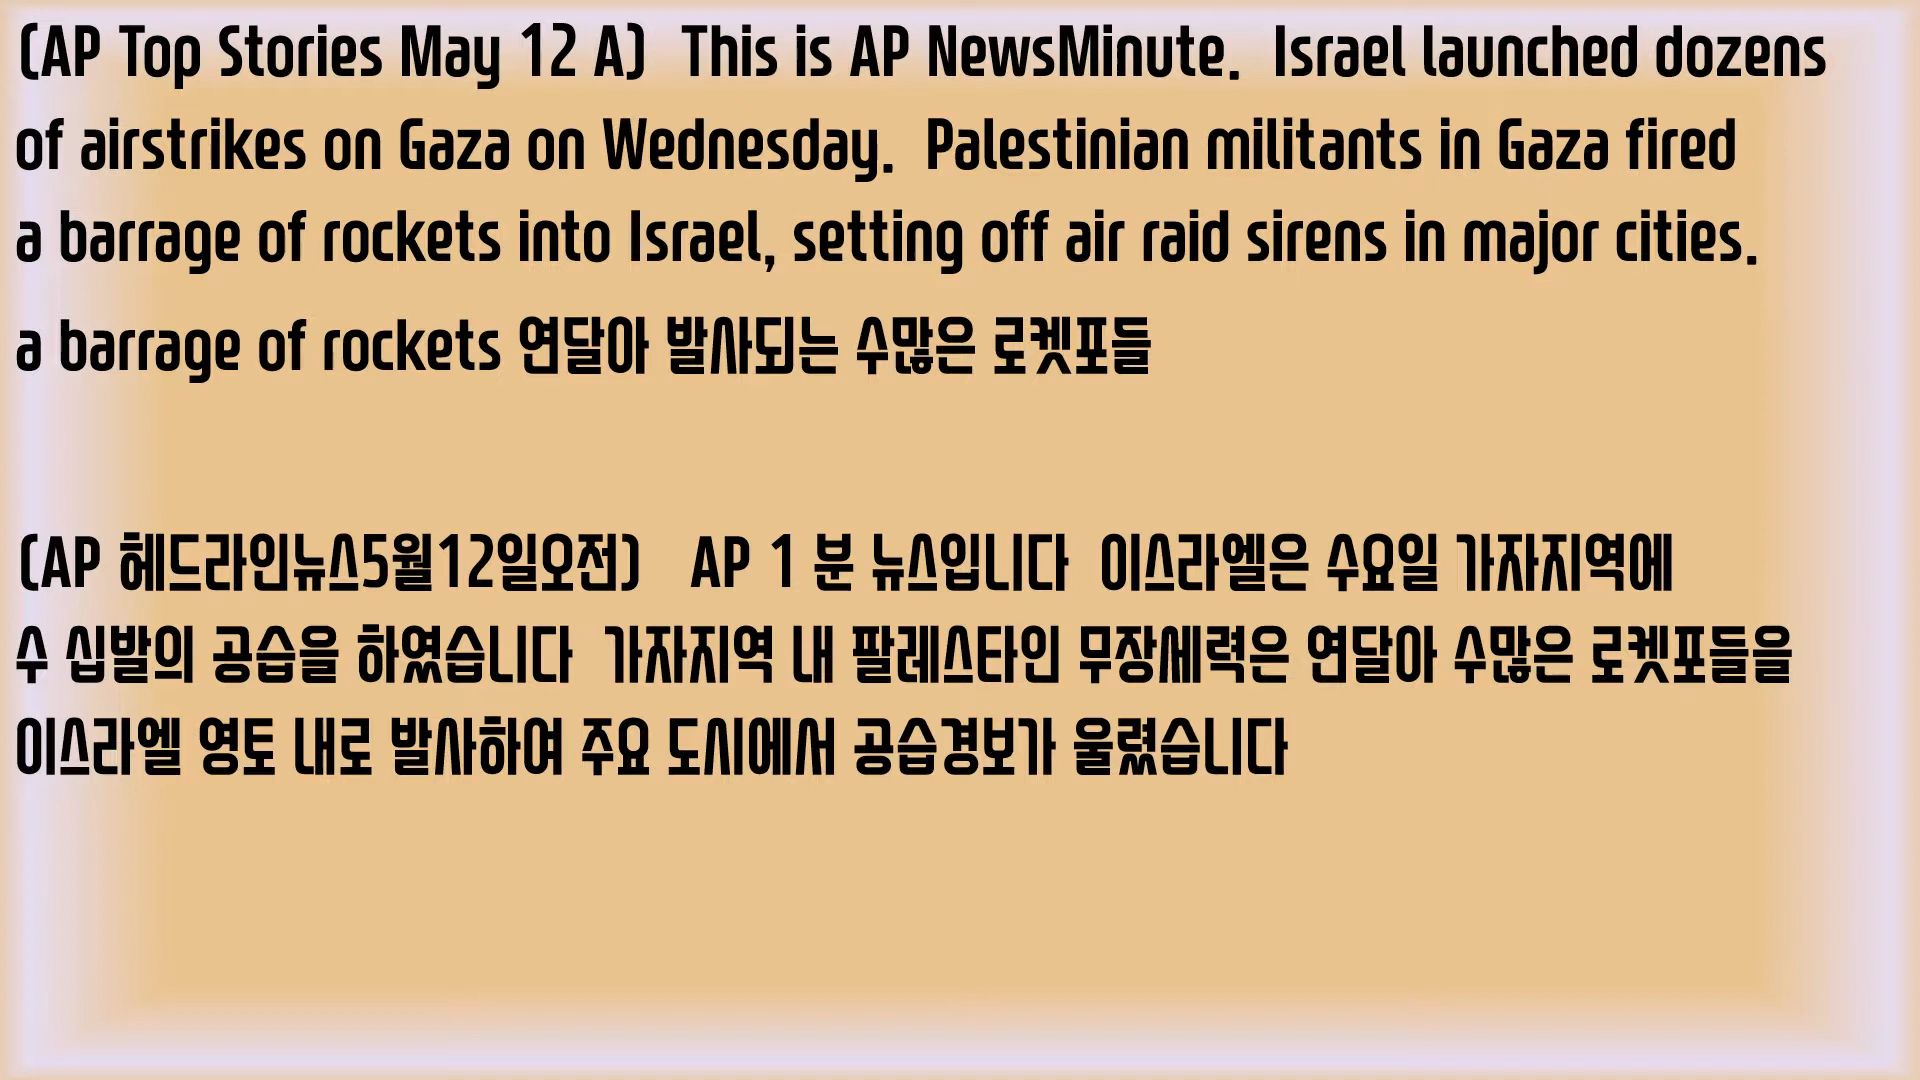 (AP Top Stories May 12 A)  This is AP NewsMinute.  Israel launched dozens
of airstrikes on Gaza on Wednesday.  Palestinian militants in Gaza fired
a barrage of rockets into Israel, setting off air raid sirens in major cities.
a barrage of rockets 연달아 발사되는 수많은 로켓포들
(AP 헤드라인뉴스5월12일오전)   AP 1 분 뉴스입니다  이스라엘은 수요일 가자지역에
수 십발의 공습을 하였습니다  가자지역 내 팔레스타인 무장세력은 연달아 수많은 로켓포들을
이스라엘 영토 내로 발사하여 주요 도시에서 공습경보가 울렸습니다